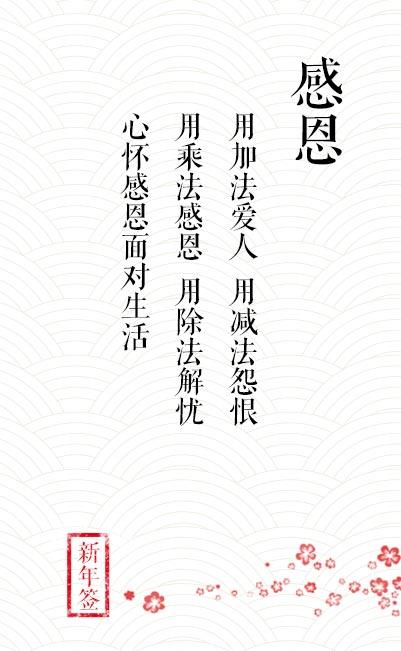 感恩
用加法爱人 用减法怨恨
用乘法感恩 用除法解忧
心怀感恩面对生活
新年签